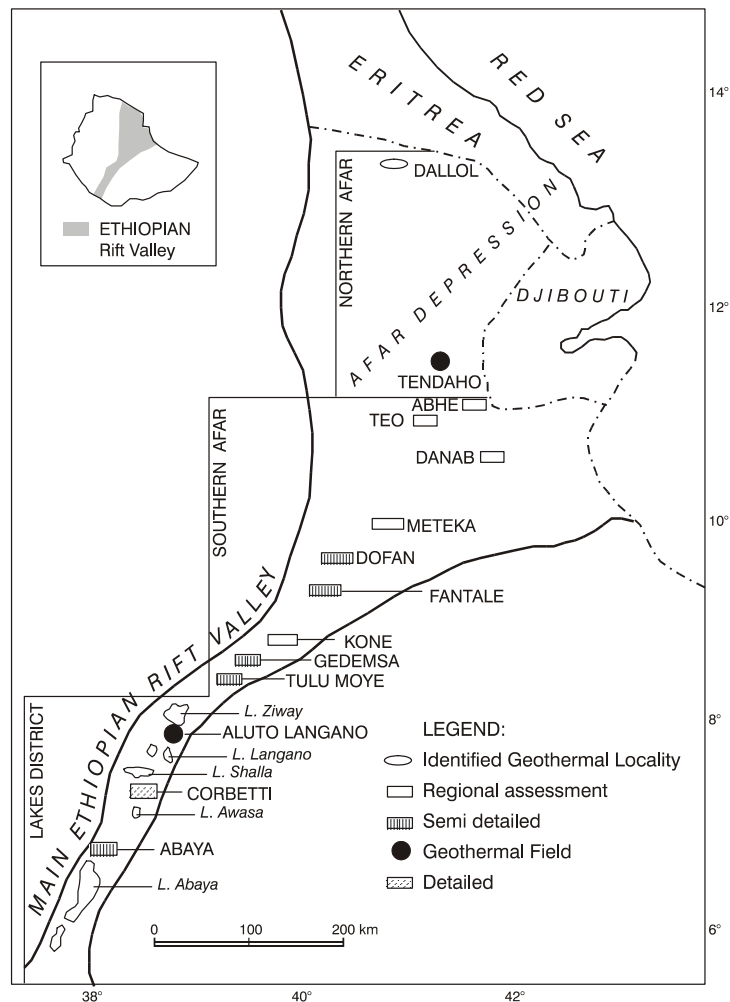 RED SEA
ERITREA
14°
ETHIOPIAN
Rift Valley
DALLOL
NORTHERN AFAR
AFAR DEPRESSION
DJIBOUTI
12°
TENDAHO
ABHE
TEO
DANAB
SOUTHERN AFAR
10°
METEKA
DOFAN
FANTALE
MAIN ETHIOPIAN RIFT VALLEY
KONE
GEDEMSA
TULU MOYE
LAKES DISTRICT
L. Ziway
8°
ALUTO LANGANO
L. Langano
L. Shalla
CORBETTI
L. Awasa
ABAYA
L. Abaya
LEGEND:
Identified Geothermal Locality
Regional assessment
Semi detailed
Geothermal Field
Detailed
0 100 200 km
6°
38° 40° 42°